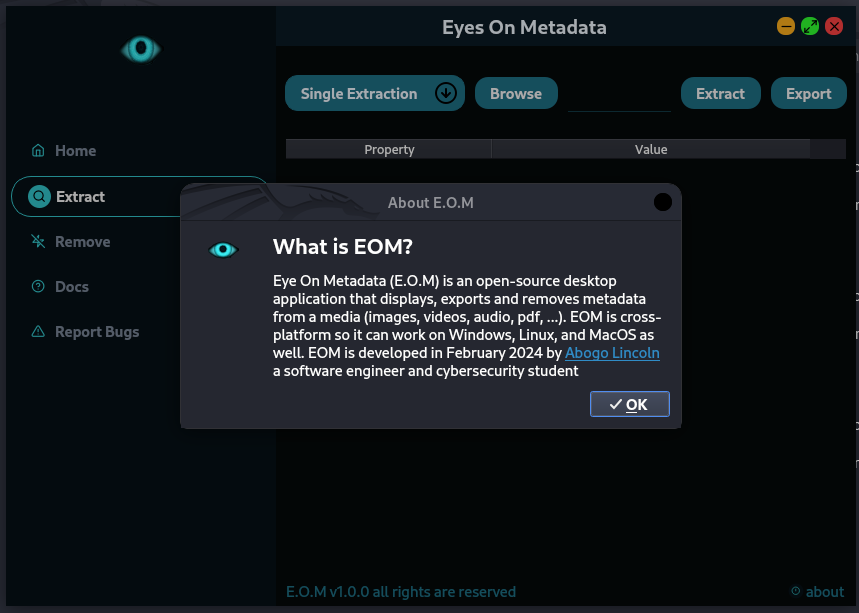 Eyes On Metadata
Single Extraction
Browse
Extract
Export
Home
Extract
Remove
Docs
Report Bugs
Property
Value
About E.O.M
What is EOM?
Eye On Metadata (E.O.M) is an open-source desktop
application that displays, exports and removes metadata
from a media (images, videos, audio, pdf, ...). EOM is cross-
platform so it can work on Windows, Linux, and MacOS as
well. EOM is developed in February 2024 by Abogo Lincoln
a software engineer and cybersecurity student
OK
E.O.M v1.0.0 all rights are reserved
about